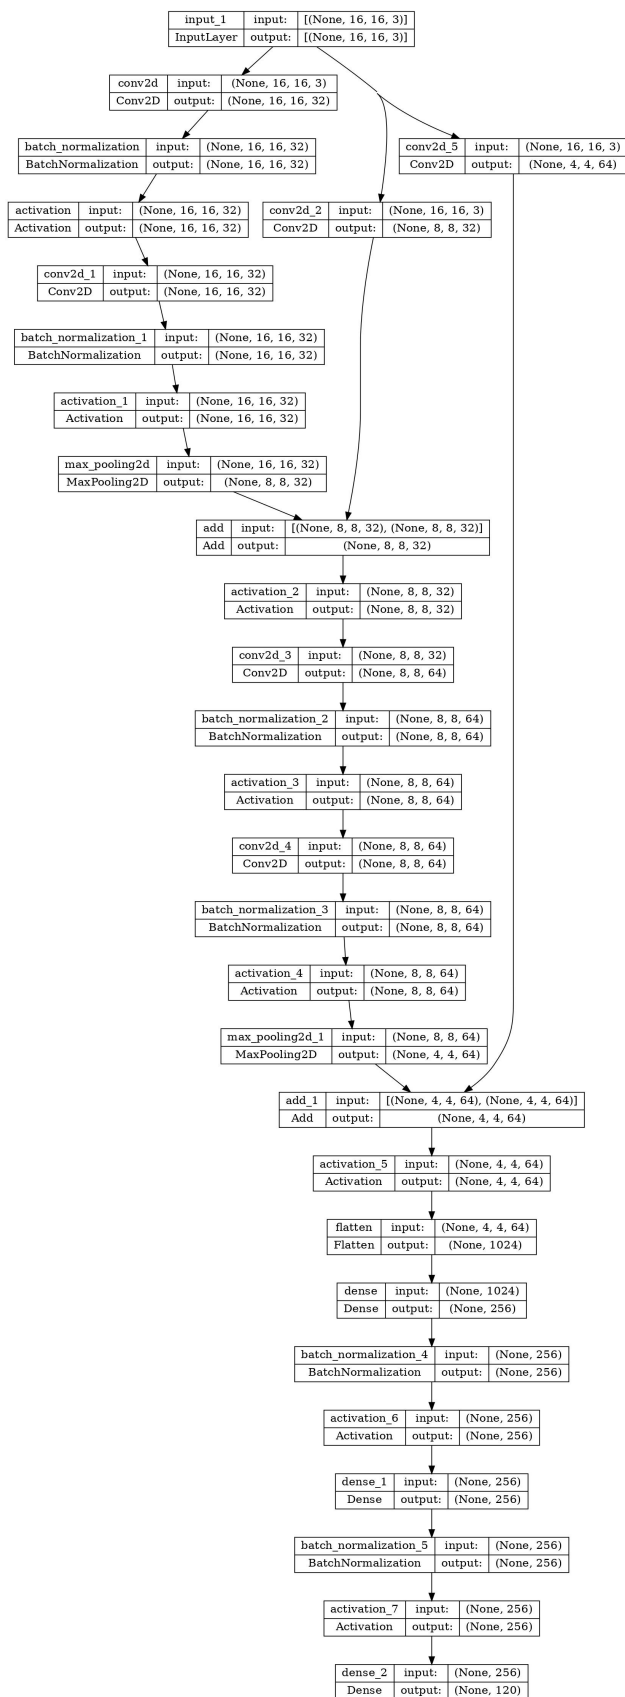 input_1 input: [(None, 16, 16, 3)]
InputLayer output: [(None, 16, 16, 3)]
conv2d input: (None, 16, 16, 3)
Conv2D output: (None, 16, 16, 32)
batch_normalization input: (None, 16, 16, 32)
BatchNormalization output: (None, 16, 16, 32)
conv2d_5 input: (None, 16, 16, 3)
Conv2D output: (None, 4, 4, 64)
activation input: (None, 16, 16, 32)
Activation output: (None, 16, 16, 32)
conv2d_2 input: (None, 16, 16, 3)
Conv2D output: (None, 8, 8, 32)
conv2d_1 input: (None, 16, 16, 32)
Conv2D output: (None, 16, 16, 32)
batch_normalization_1 input: (None, 16, 16, 32)
BatchNormalization output: (None, 16, 16, 32)
activation_1 input: (None, 16, 16, 32)
Activation output: (None, 16, 16, 32)
max_pooling2d input: (None, 16, 16, 32)
MaxPooling2D output: (None, 8, 8, 32)
add input: [(None, 8, 8, 32), (None, 8, 8, 32)]
Add output: (None, 8, 8, 32)
activation_2 input: (None, 8, 8, 32)
Activation output: (None, 8, 8, 32)
conv2d_3 input: (None, 8, 8, 32)
Conv2D output: (None, 8, 8, 64)
batch_normalization_2 input: (None, 8, 8, 64)
BatchNormalization output: (None, 8, 8, 64)
activation_3 input: (None, 8, 8, 64)
Activation output: (None, 8, 8, 64)
conv2d_4 input: (None, 8, 8, 64)
Conv2D output: (None, 8, 8, 64)
batch_normalization_3 input: (None, 8, 8, 64)
BatchNormalization output: (None, 8, 8, 64)
activation_4 input: (None, 8, 8, 64)
Activation output: (None, 8, 8, 64)
max_pooling2d_1 input: (None, 8, 8, 64)
MaxPooling2D output: (None, 4, 4, 64)
add_1 input: [(None, 4, 4, 64), (None, 4, 4, 64)]
Add output: (None, 4, 4, 64)
activation_5 input: (None, 4, 4, 64)
Activation output: (None, 4, 4, 64)
flatten input: (None, 4, 4, 64)
Flatten output: (None, 1024)
dense input: (None, 1024)
Dense output: (None, 256)
batch_normalization_4 input: (None, 256)
BatchNormalization output: (None, 256)
activation_6 input: (None, 256)
Activation output: (None, 256)
dense_1 input: (None, 256)
Dense output: (None, 256)
batch_normalization_5 input: (None, 256)
BatchNormalization output: (None, 256)
activation_7 input: (None, 256)
Activation output: (None, 256)
dense_2 input: (None, 256)
Dense output: (None, 120)